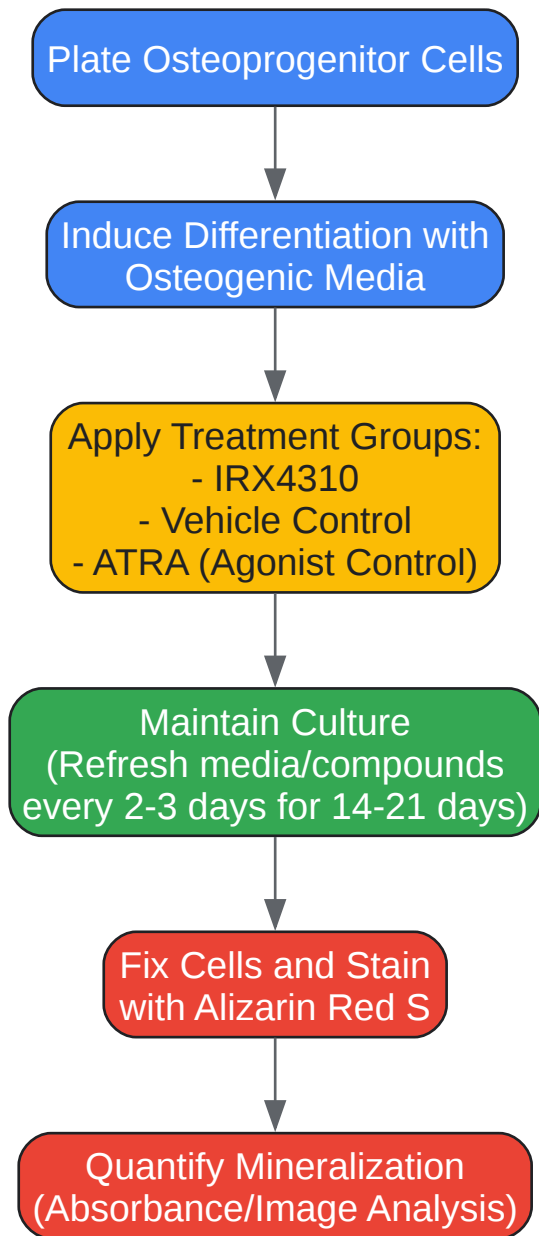 Plate Osteoprogenitor Cells
Induce Differentiation with
Osteogenic Media
Apply Treatment Groups:
- IRX4310
- Vehicle Control
- ATRA (Agonist Control)
Maintain Culture
(Refresh media/compounds
every 2-3 days for 14-21 days)
Fix Cells and Stain
with Alizarin Red S
Quantify Mineralization
(Absorbance/Image Analysis)